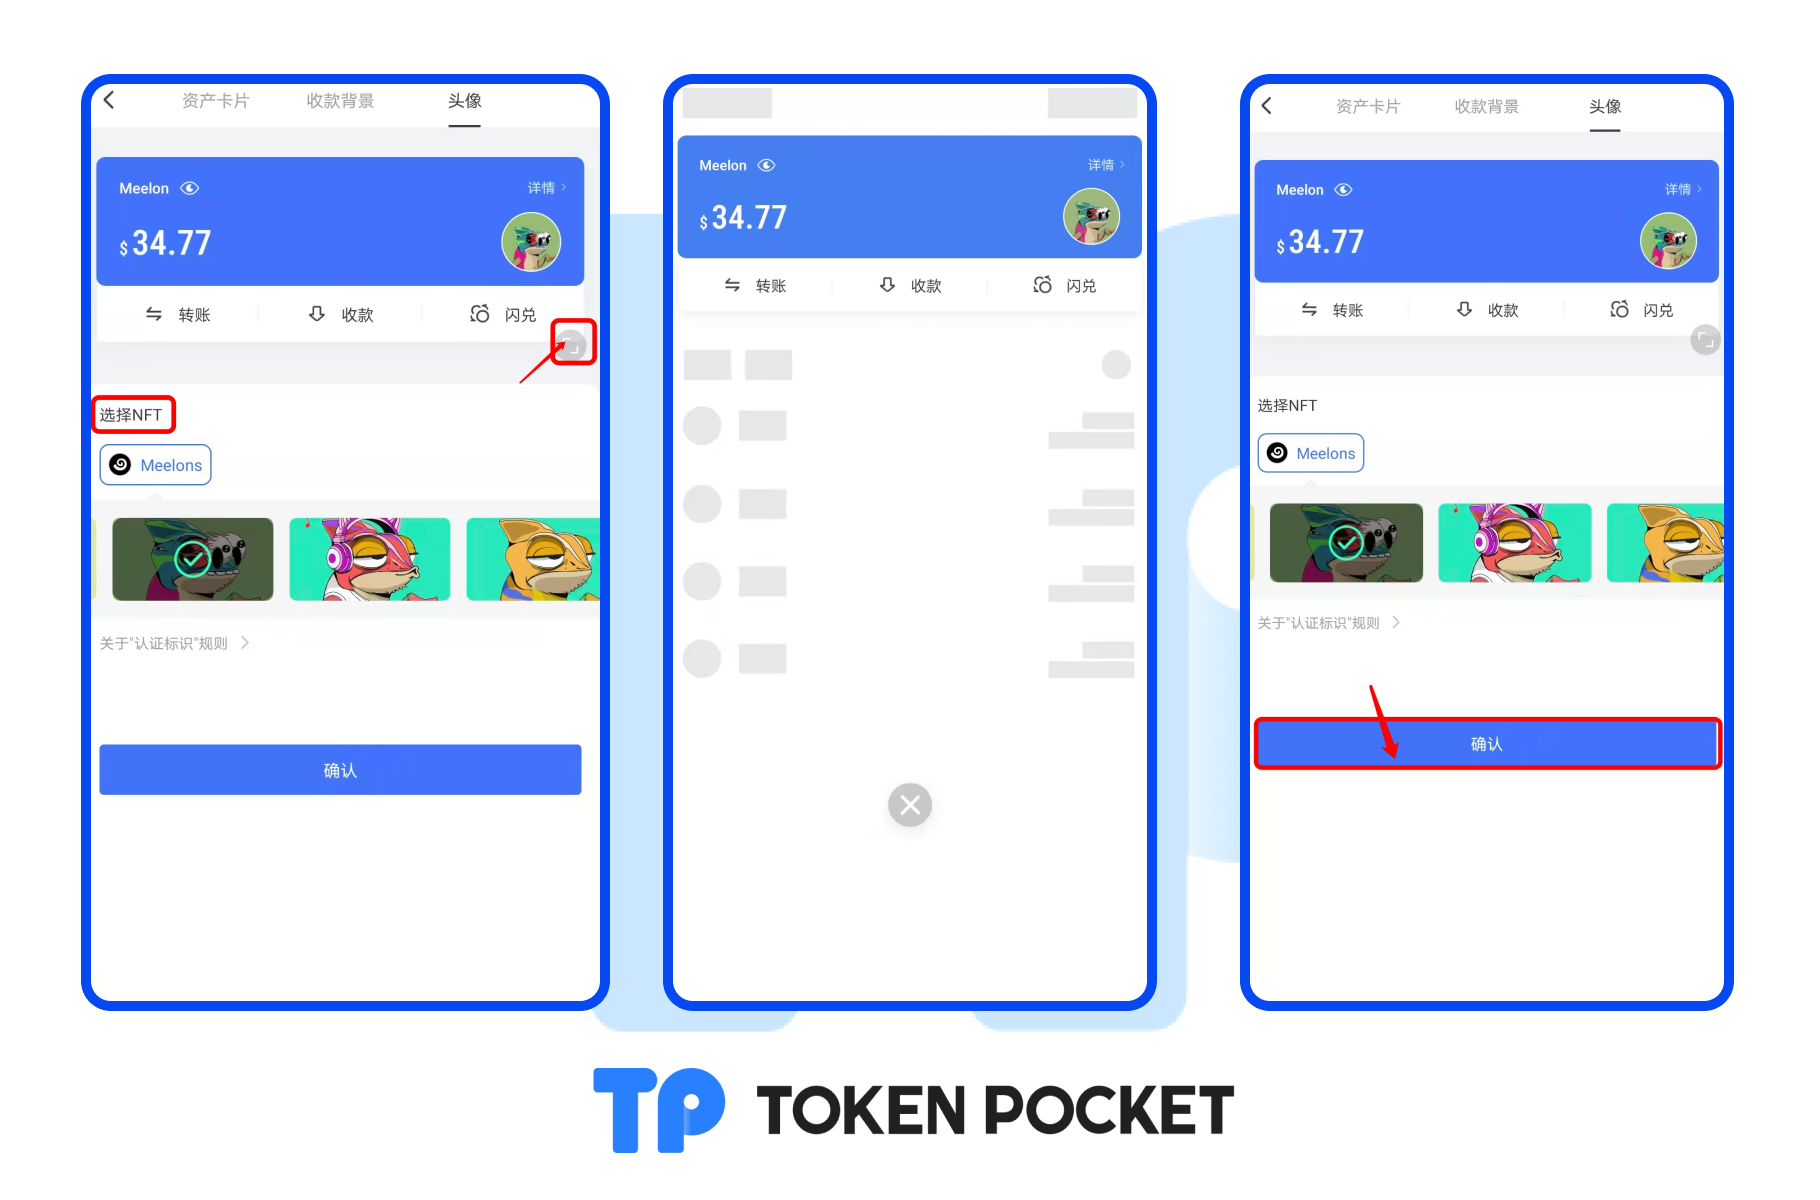 资产卡片 收款背景 头像
Meelon 详情
$34.77
转账 收款 闪兑
选择NFT
Meelons
关于"认证标识"规则
确认
Meelon 详情
$34.77
转账 收款 闪兑
资产卡片 收款背景 头像
Meelon 详情
$34.77
转账 收款 闪兑
选择NFT
Meelons
关于"认证标识"规则
确认
TP TOKEN POCKET